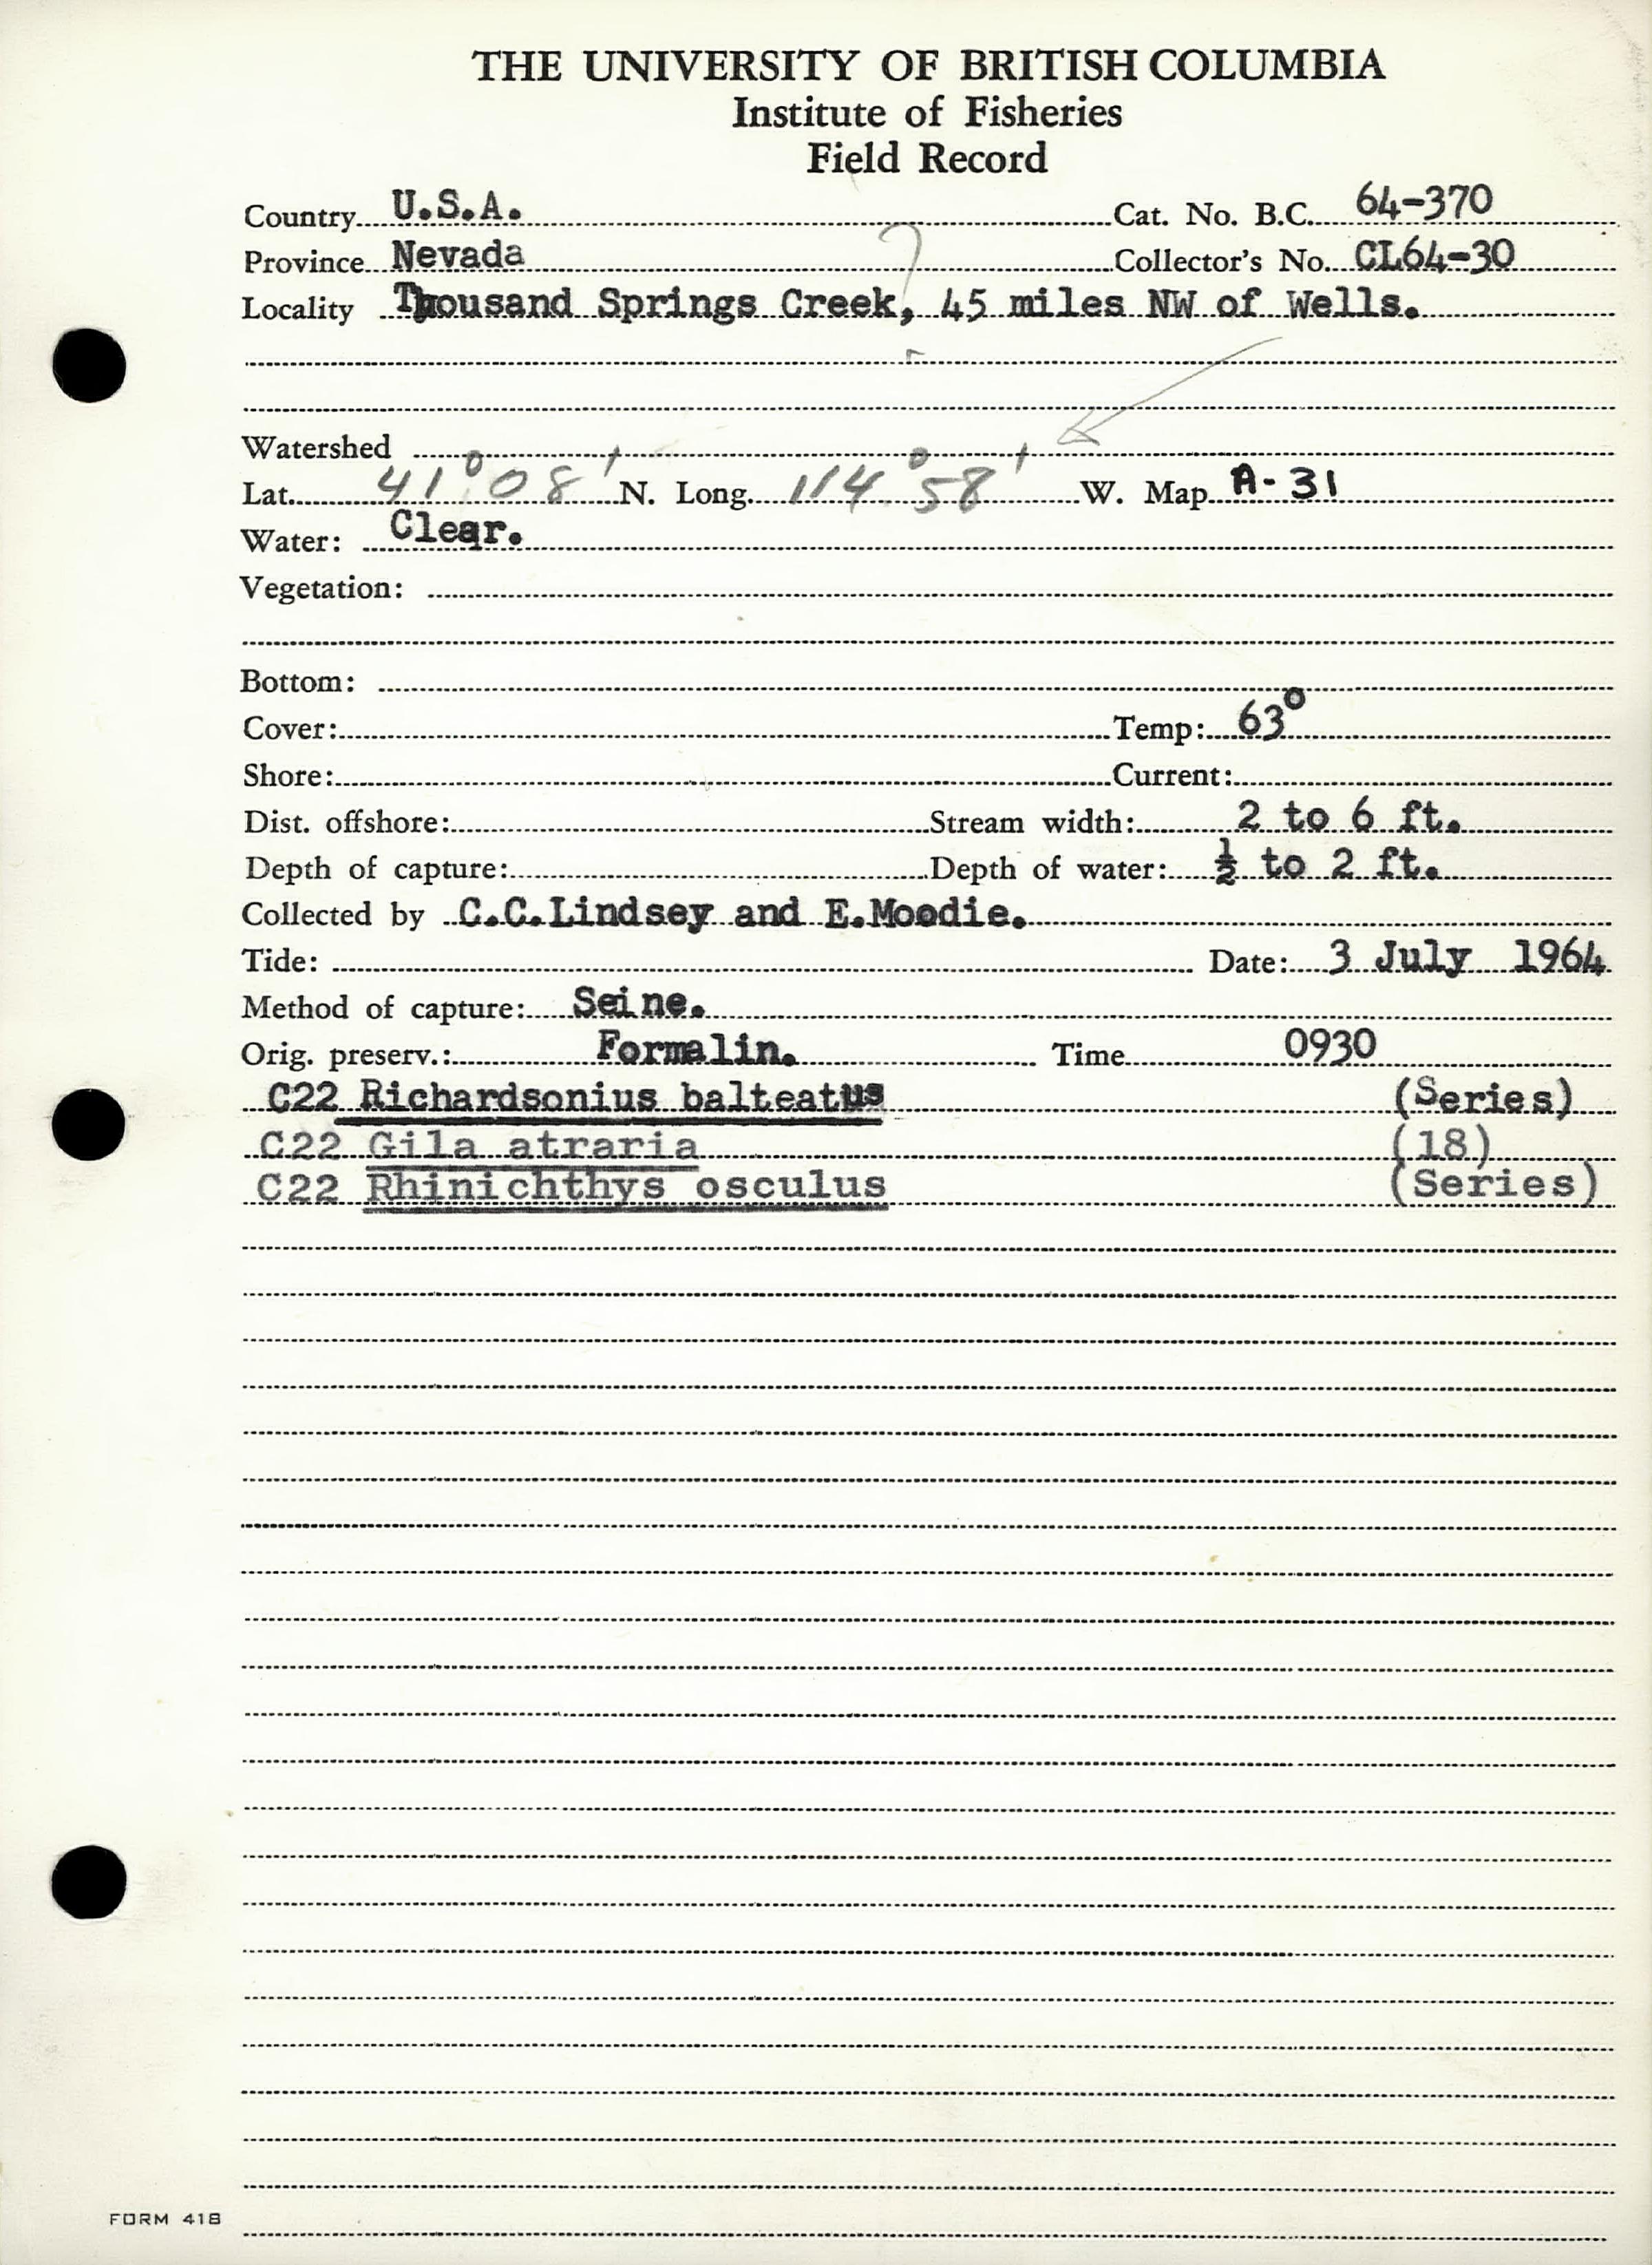 THE UNIVERSITY OF BRITISH COLUMBIA
Institute of Fisheries
Field Record
Country U.S.A. Cat. No. B.C. 64-370
Province Nevada ? Collector's No. CL64-30
Locality Thousand Springs Creek, 45 miles NW of Wells.
Watershed
Lat. 41°08' N. Long. 114°58' W. Map A-31
Water: Clear.
Vegetation:
Bottom:
Cover: Temp: 63°
Shore: Current:
Dist. offshore: Stream width: 2 to 6 ft.
Depth of capture: Depth of water: ½ to 2 ft.
Collected by C.C.Lindsey and E.Moodie.
Tide: Date: 3 July 1964
Method of capture: Seine.
Orig. preserv.: Formalin. Time 0930
C22 Richardsonius balteatus (Series)
C22 Gila atraria (18)
C22 Rhinichthys osculus (Series)
FORM 418